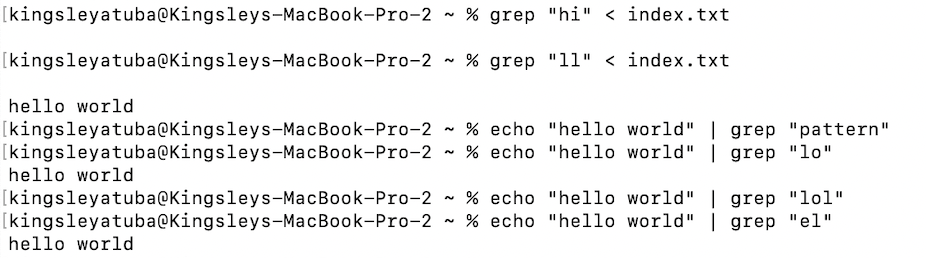 [kingsleyatuba@Kingsleys-MacBook-Pro-2 ~ % grep "hi" < index.txt
[kingsleyatuba@Kingsleys-MacBook-Pro-2 ~ % grep "ll" < index.txt
hello world
[kingsleyatuba@Kingsleys-MacBook-Pro-2 ~ % echo "hello world" | grep "pattern"
[kingsleyatuba@Kingsleys-MacBook-Pro-2 ~ % echo "hello world" | grep "lo"
hello world
[kingsleyatuba@Kingsleys-MacBook-Pro-2 ~ % echo "hello world" | grep "lol"
[kingsleyatuba@Kingsleys-MacBook-Pro-2 ~ % echo "hello world" | grep "el"
hello world